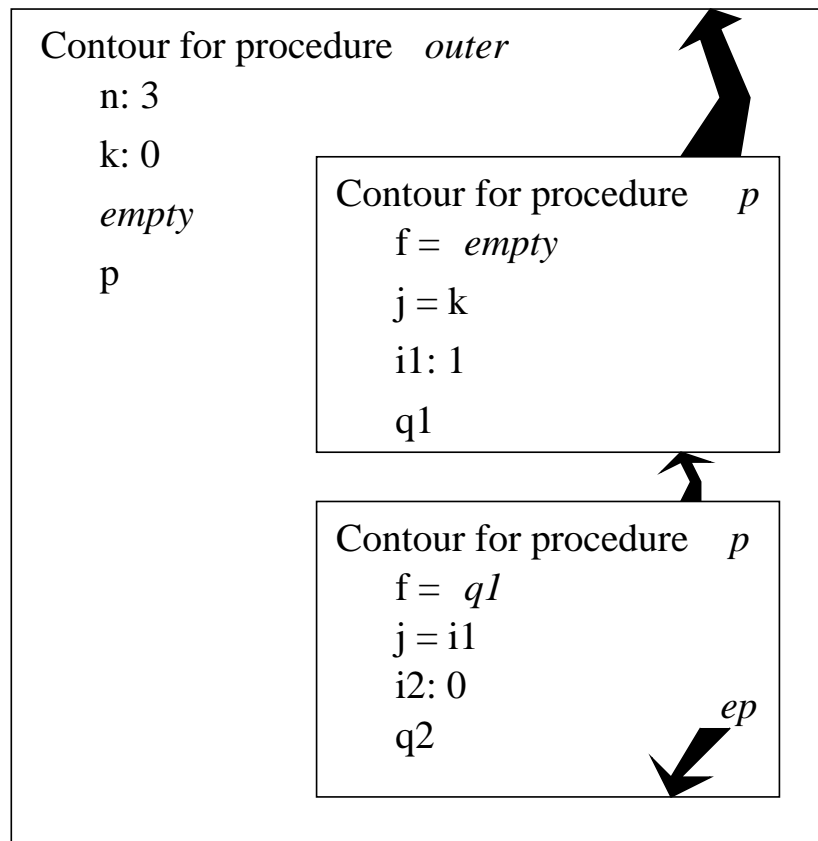 Contour for procedure outer
n: 3
k: 0
empty
p
Contour for procedure p
f = empty
j = k
i1: 1
q1
Contour for procedure p
f = q1
j = i1
i2: 0
q2
ep